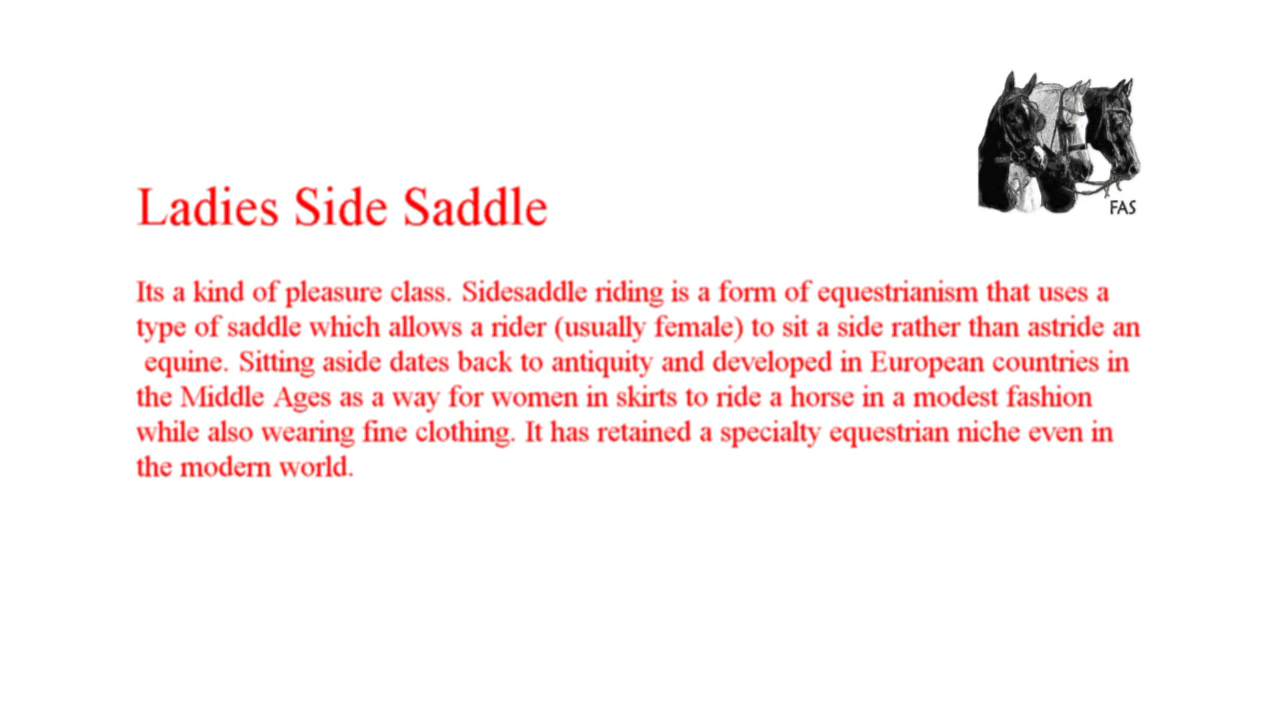 FAS
Ladies Side Saddle
Its a kind of pleasure class. Sidesaddle riding is a form of equestrianism that uses a
type of saddle which allows a rider (usually female) to sit a side rather than astride an
equine. Sitting aside dates back to antiquity and developed in European countries in
the Middle Ages as a way for women in skirts to ride a horse in a modest fashion
while also wearing fine clothing. It has retained a specialty equestrian niche even in
the modern world.